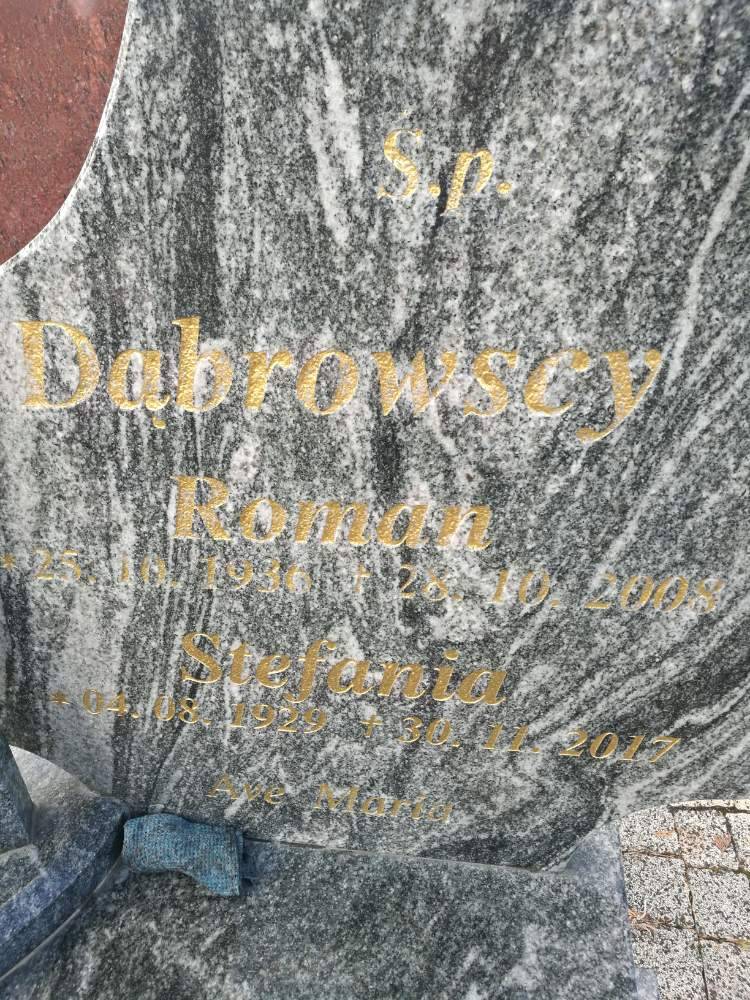 Ś.p.
Dąbrowscy
Roman
* 25. 10. 1936 † 28. 10. 2008
Stefania
* 04. 08. 1929 † 30. 11. 2017
Ave Maria